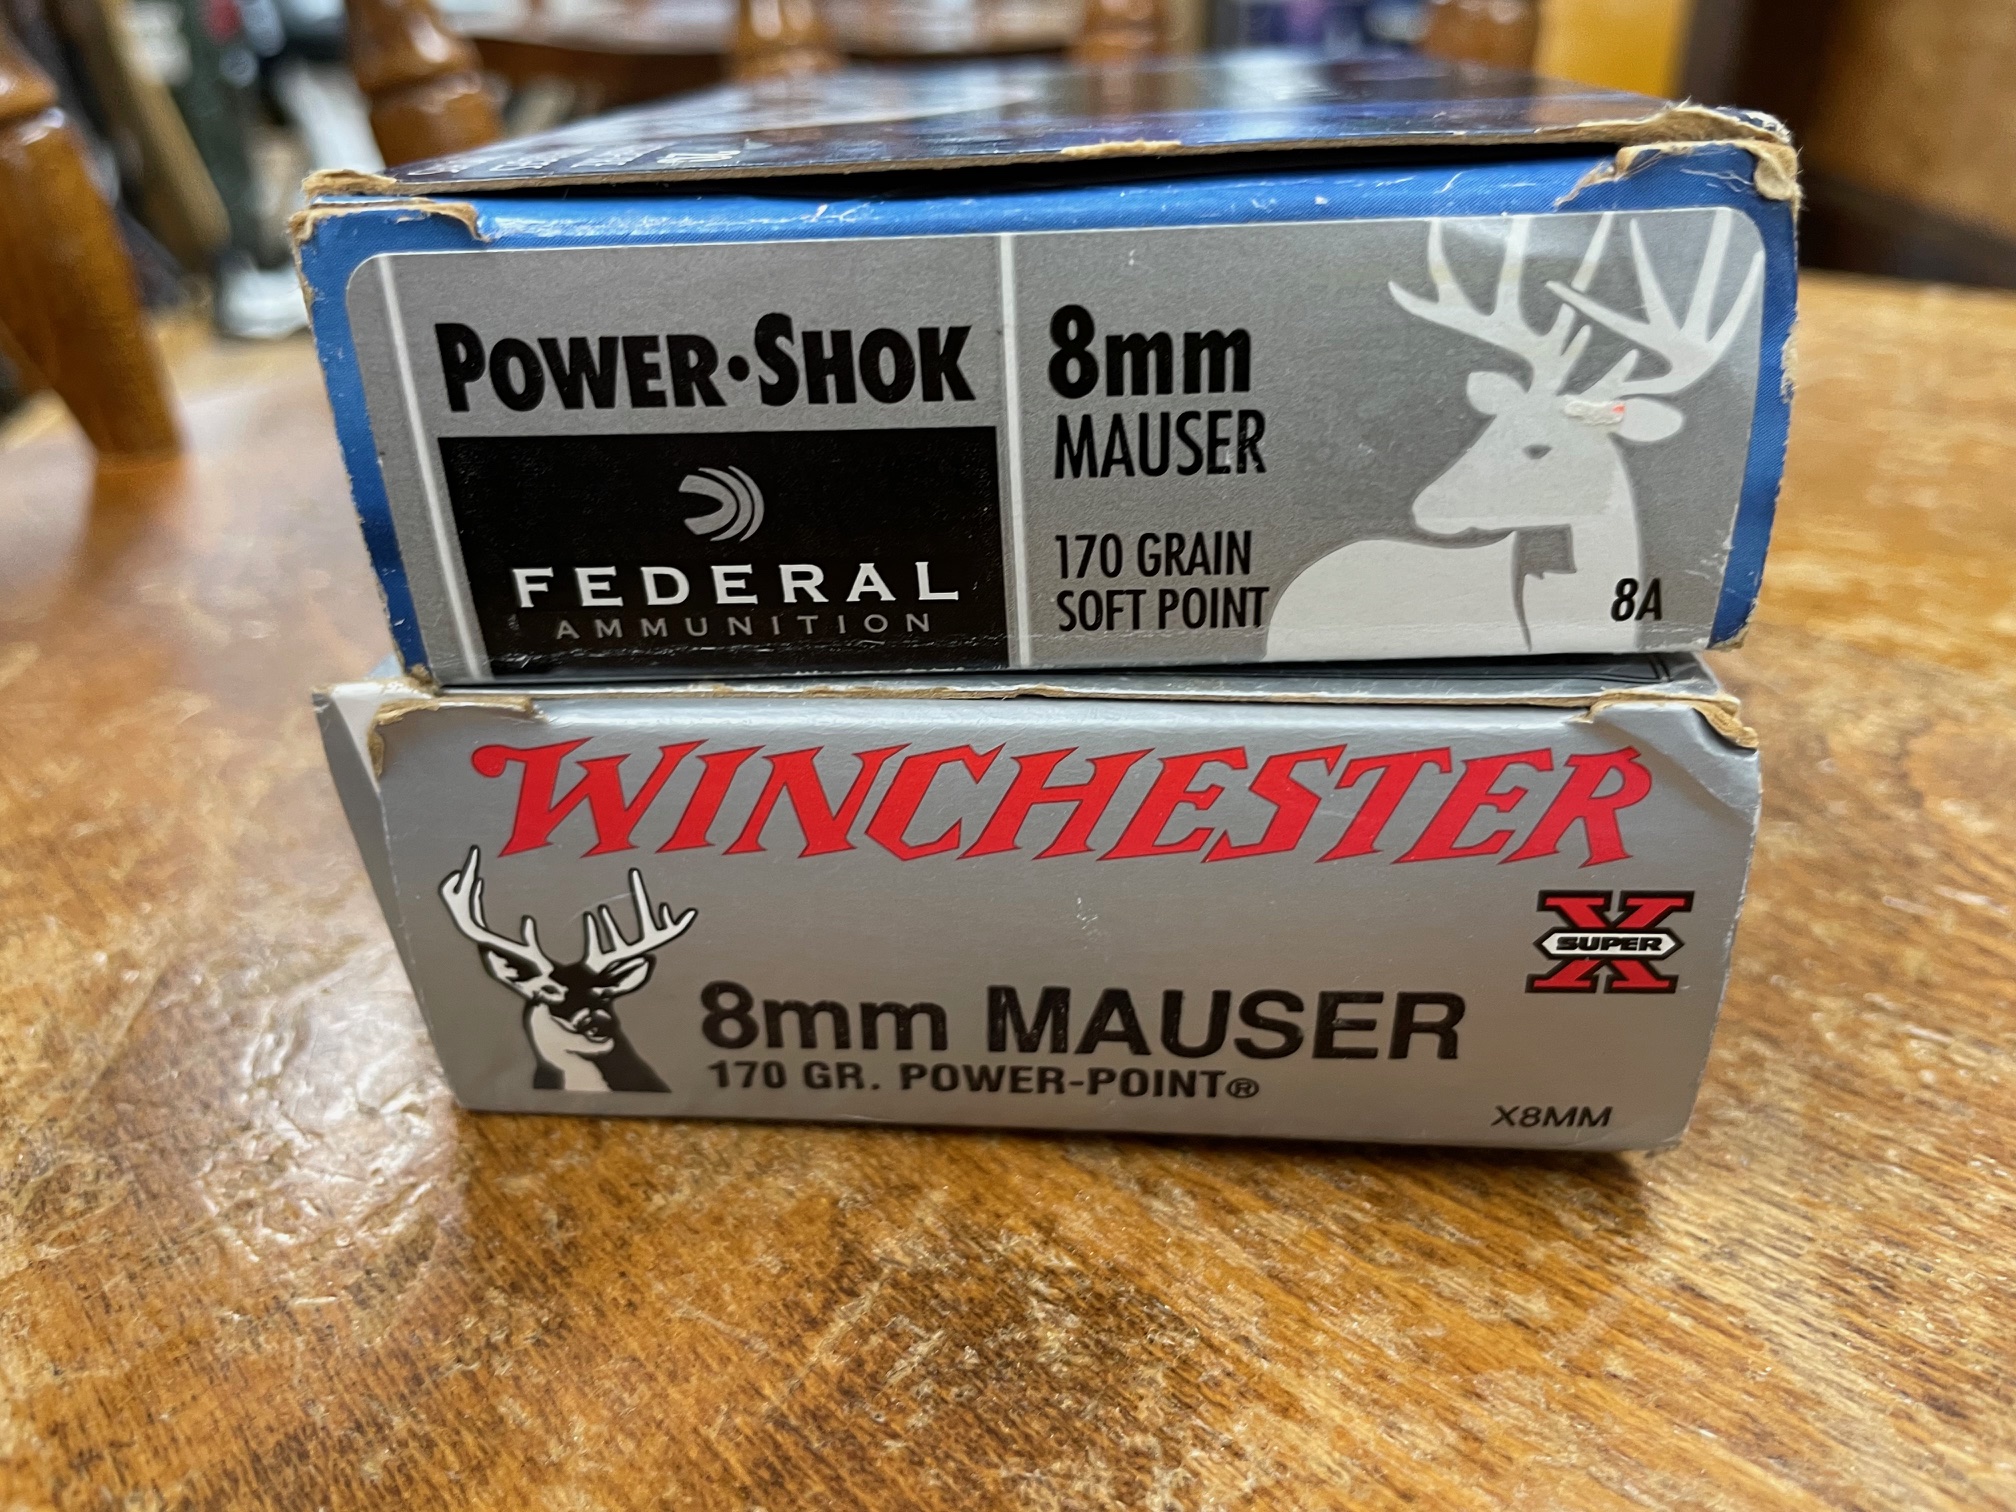 POWER•SHOK
FEDERAL
AMMUNITION
8mm
MAUSER
170 GRAIN
SOFT POINT
8A
WINCHESTER
SUPER X
8mm MAUSER
170 GR. POWER-POINT®
X8MM